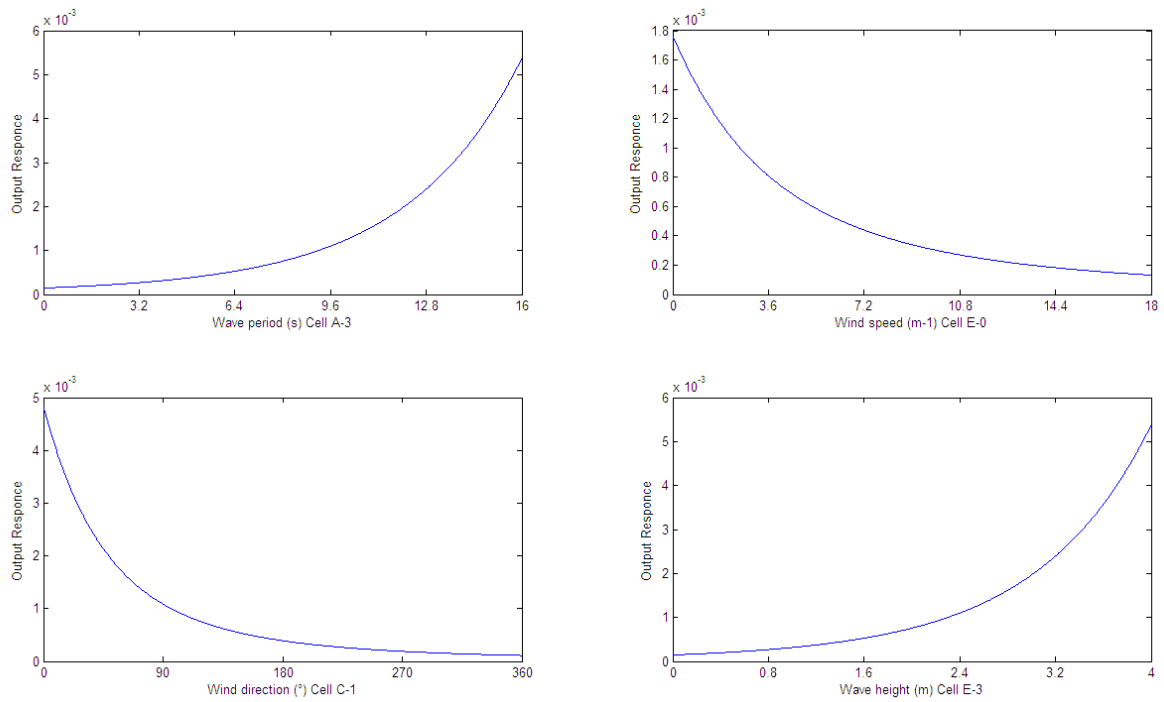 x 10-3
6
5
4
3
2
1
0
Output Responce
0 3.2 6.4 9.6 12.8 16
Wave period (s) Cell A-3
x 10-3
1.8
1.6
1.4
1.2
1
0.8
0.6
0.4
0.2
0
Output Responce
0 3.6 7.2 10.8 14.4 18
Wind speed (m-1) Cell E-0
x 10-3
5
4
3
2
1
0
Output Responce
0 90 180 270 360
Wind direction (°) Cell C-1
x 10-3
6
5
4
3
2
1
0
Output Responce
0 0.8 1.6 2.4 3.2 4
Wave height (m) Cell E-3